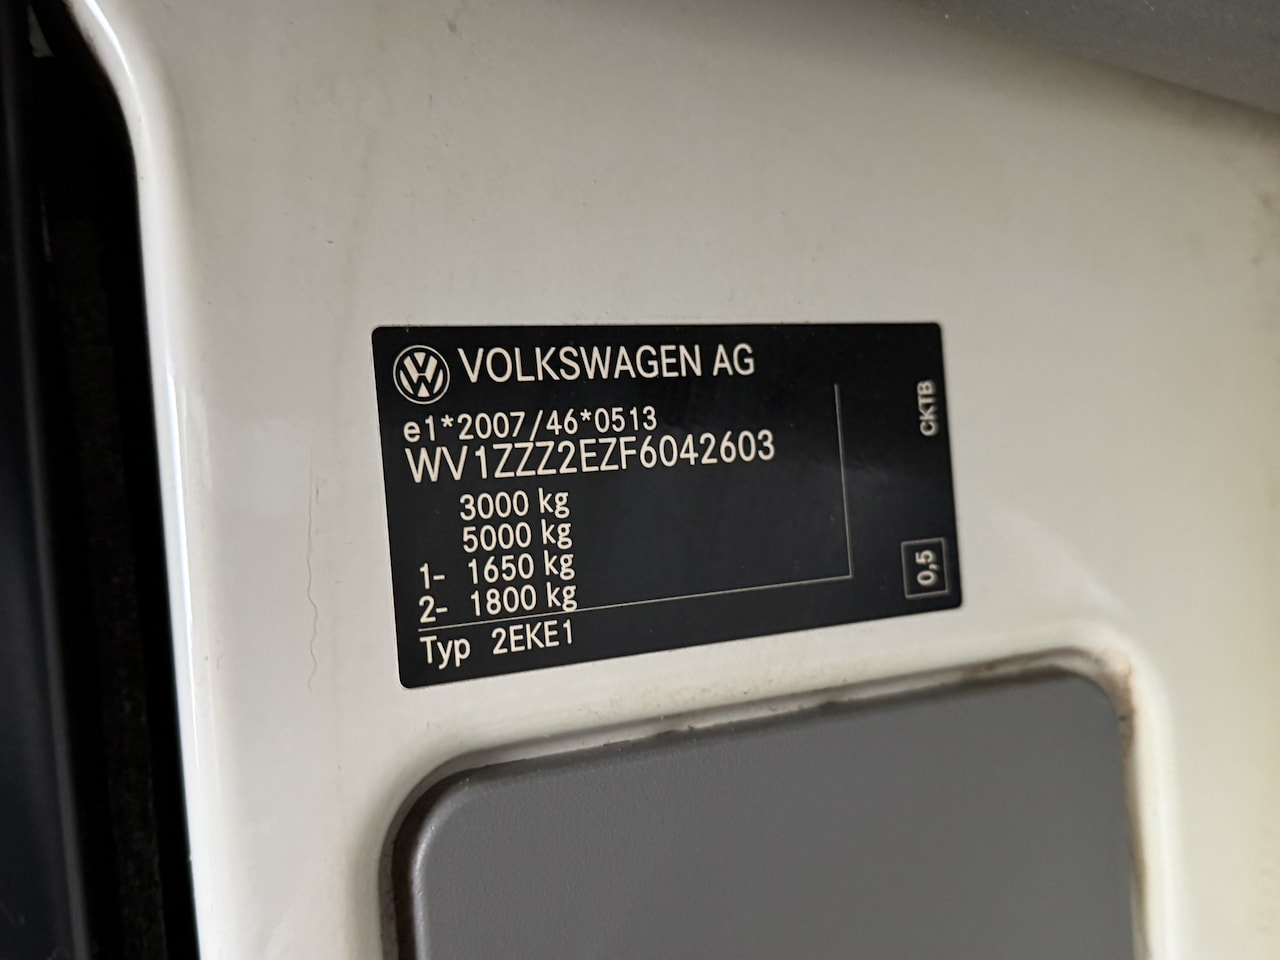 VOLKSWAGEN AG
e1*2007/46*0513
WV1ZZZ2EZF6042603
3000 kg
5000 kg
1- 1650 kg
2- 1800 kg
Typ 2EKE1
CKTB
0,5